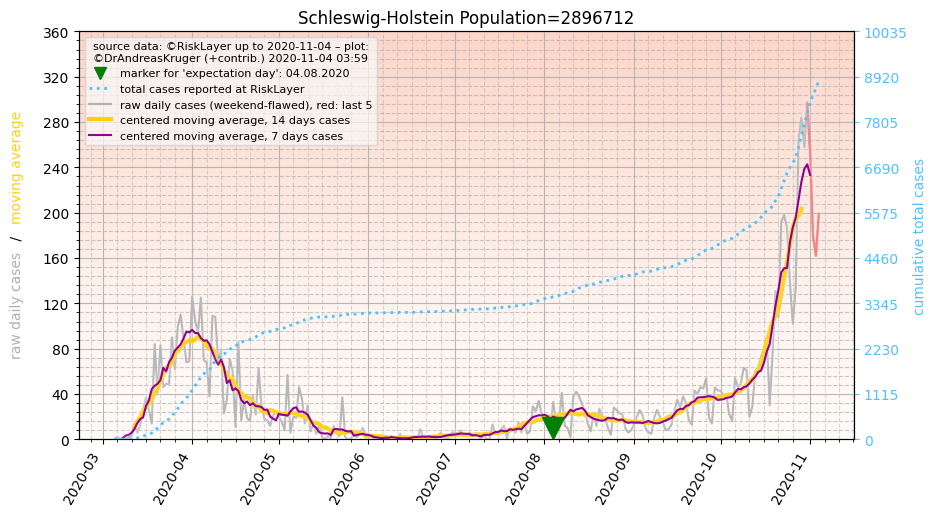 Schleswig-Holstein Population=2896712
source data: ©RiskLayer up to 2020-11-04 – plot:
©DrAndreasKruger (+contrib.) 2020-11-04 03:59
marker for 'expectation day': 04.08.2020
total cases reported at RiskLayer
raw daily cases (weekend-flawed), red: last 5
centered moving average, 14 days cases
centered moving average, 7 days cases
raw daily cases / moving average
360
320
280
240
200
160
120
80
40
0
10035
8920
7805
6690
5575
4460
3345
2230
1115
0
cumulative total cases
2020-03
2020-04
2020-05
2020-06
2020-07
2020-08
2020-09
2020-10
2020-11